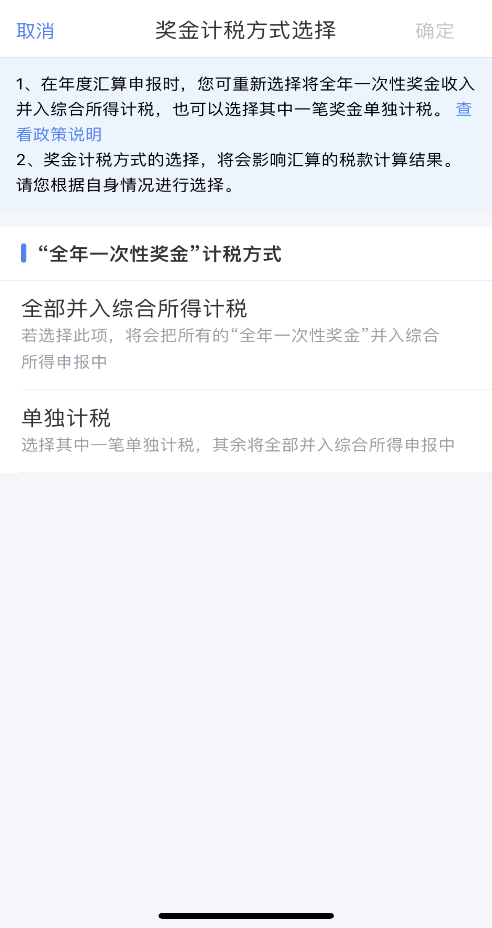 取消 奖金计税方式选择 确定
1、在年度汇算申报时，您可重新选择将全年一次性奖金收入
并入综合所得计税，也可以选择其中一笔奖金单独计税。 查
看政策说明
2、奖金计税方式的选择，将会影响汇算的税款计算结果。
请您根据自身情况进行选择。
“全年一次性奖金”计税方式
全部并入综合所得计税
若选择此项，将会把所有的“全年一次性奖金”并入综合
所得申报中
单独计税
选择其中一笔单独计税，其余将全部并入综合所得申报中